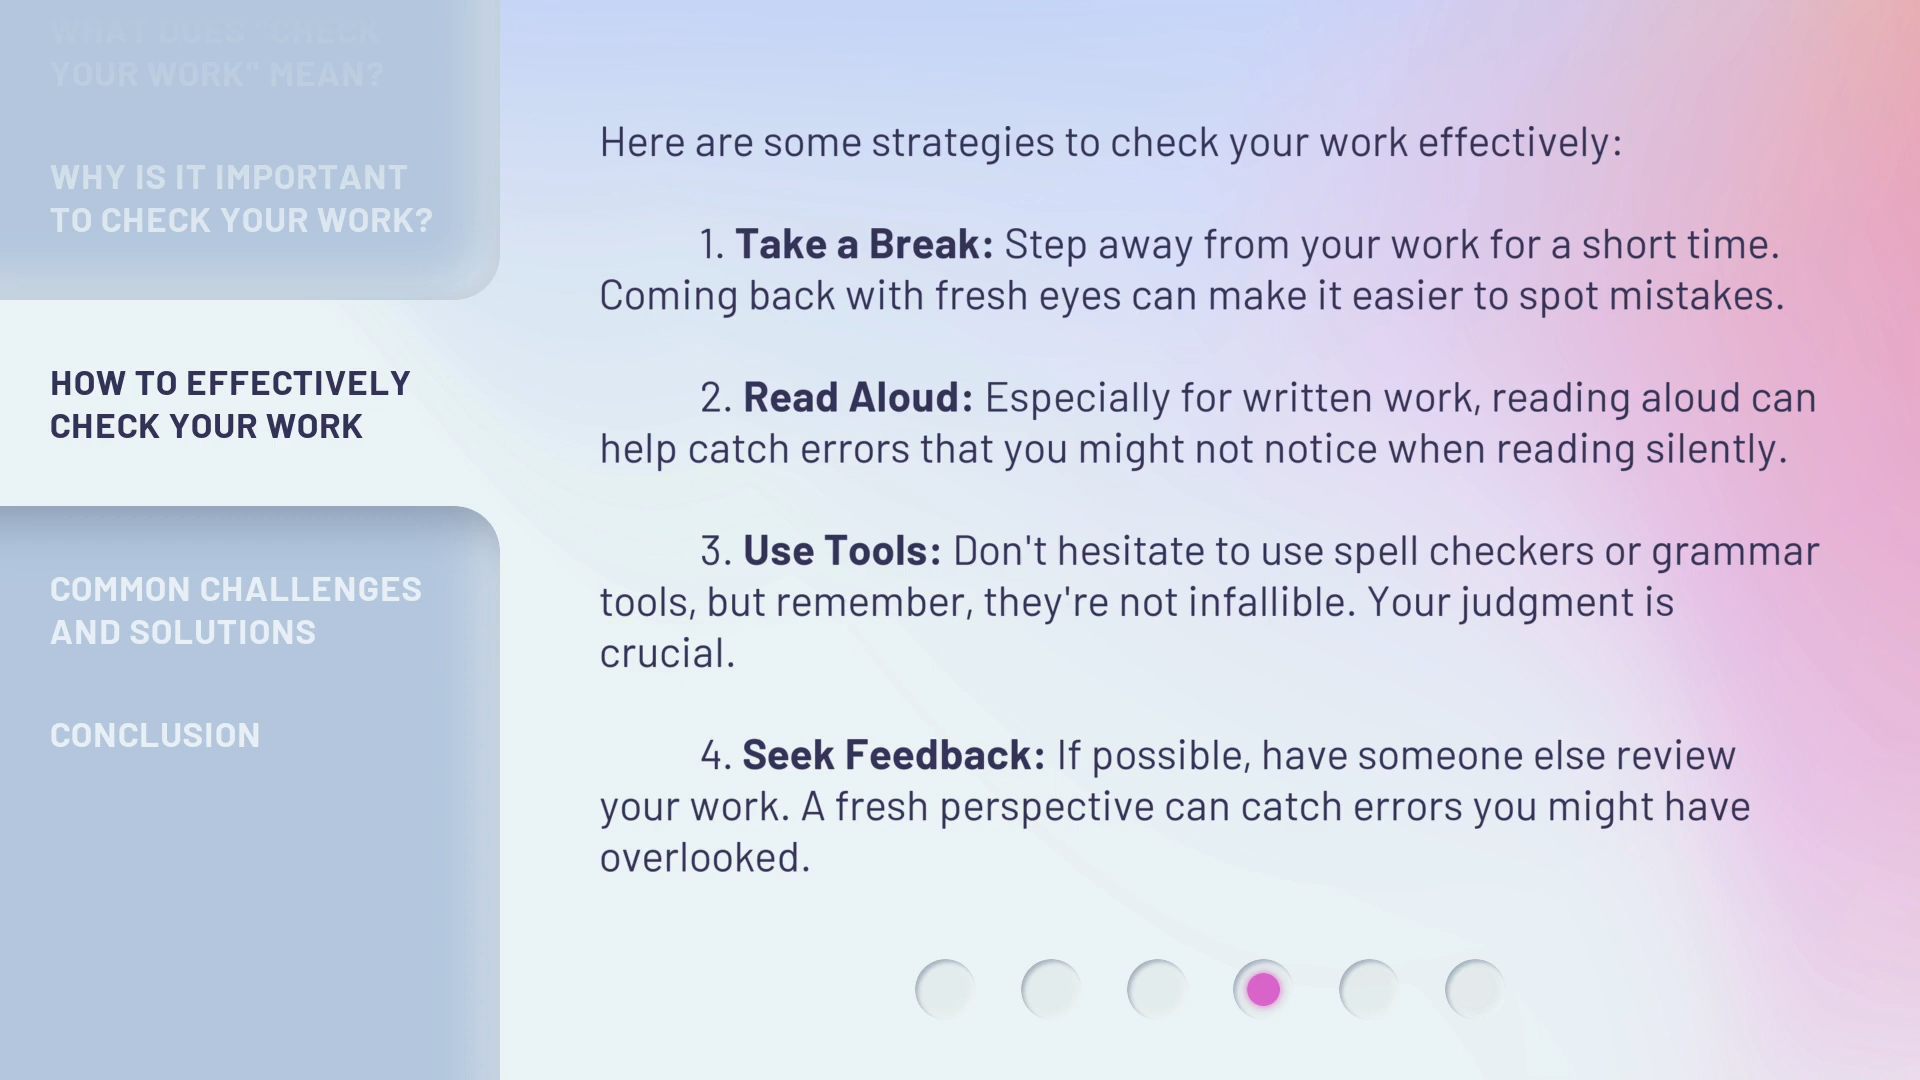 WHAT DOES "CHECK
YOUR WORK" MEAN?
WHY IS IT IMPORTANT
TO CHECK YOUR WORK?
HOW TO EFFECTIVELY
CHECK YOUR WORK
COMMON CHALLENGES
AND SOLUTIONS
CONCLUSION
Here are some strategies to check your work effectively:
1. Take a Break: Step away from your work for a short time.
Coming back with fresh eyes can make it easier to spot mistakes.
2. Read Aloud: Especially for written work, reading aloud can
help catch errors that you might not notice when reading silently.
3. Use Tools: Don't hesitate to use spell checkers or grammar
tools, but remember, they're not infallible. Your judgment is
crucial.
4. Seek Feedback: If possible, have someone else review
your work. A fresh perspective can catch errors you might have
overlooked.